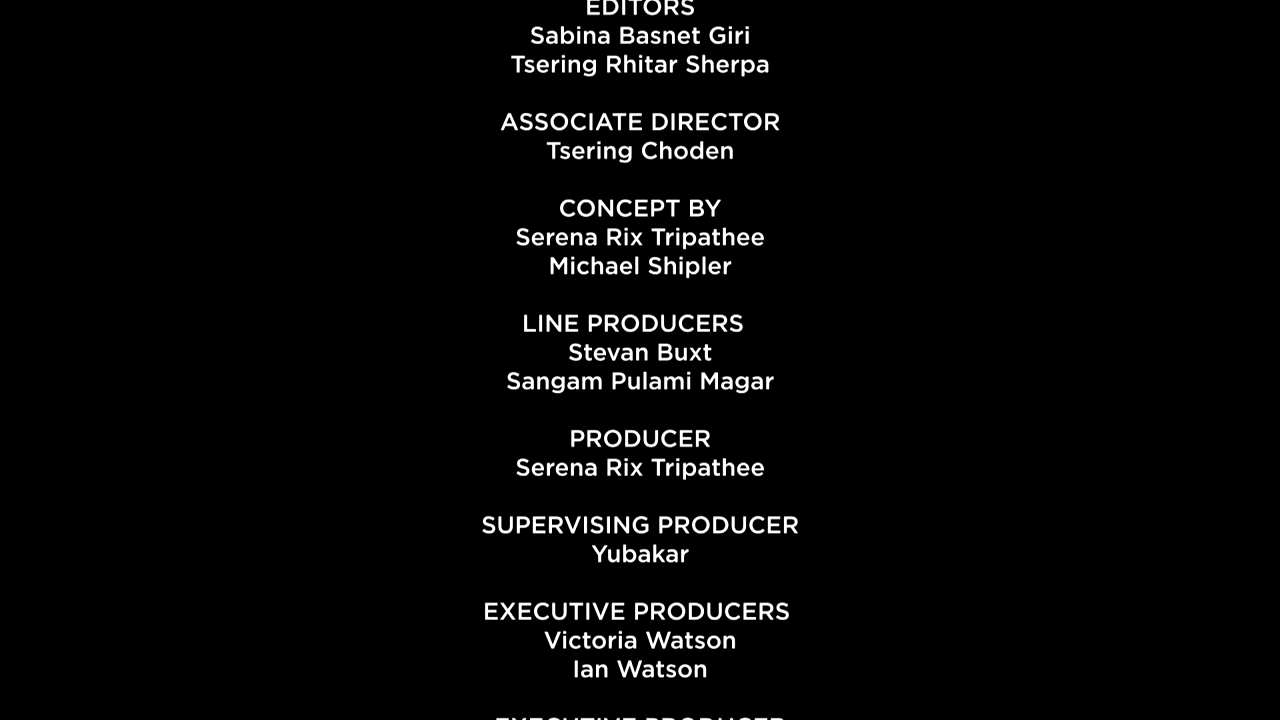 EDITORS
Sabina Basnet Giri
Tsering Rhitar Sherpa
ASSOCIATE DIRECTOR
Tsering Choden
CONCEPT BY
Serena Rix Tripathee
Michael Shipler
LINE PRODUCERS
Stevan Buxt
Sangam Pulami Magar
PRODUCER
Serena Rix Tripathee
SUPERVISING PRODUCER
Yubakar
EXECUTIVE PRODUCERS
Victoria Watson
Ian Watson
EXECUTIVE PRODUCER